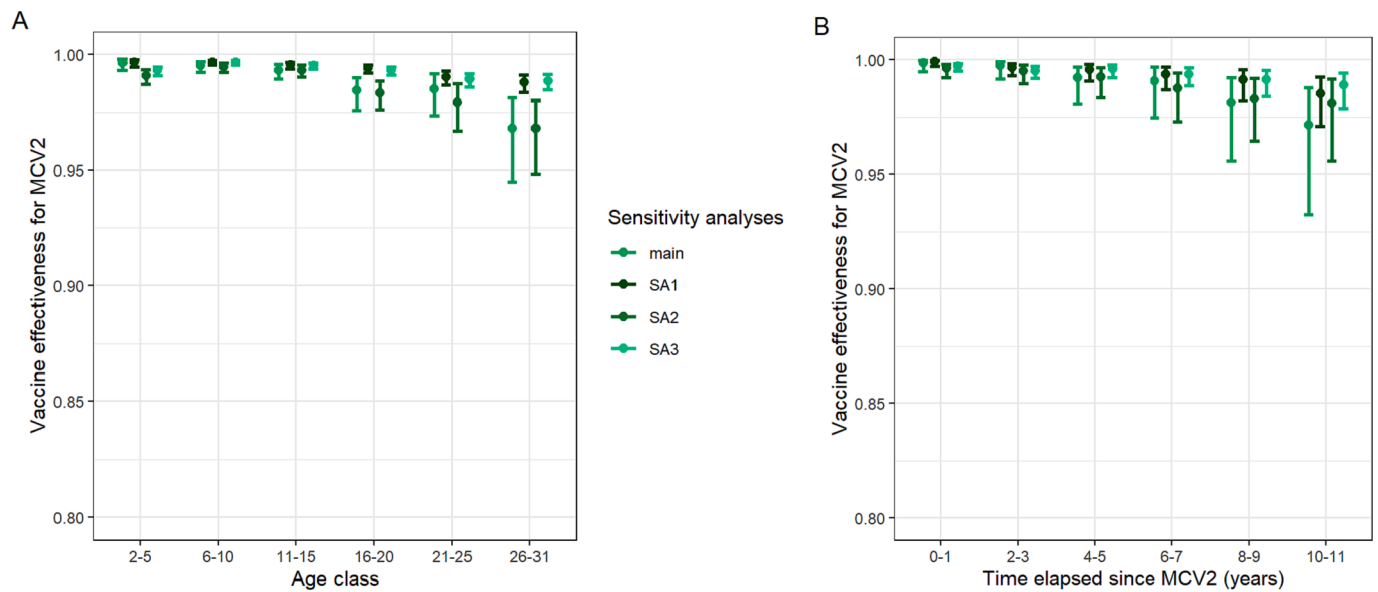 A
Vaccine effectiveness for MCV2
1.00
0.95
0.90
0.85
0.80
2-5 6-10 11-15 16-20 21-25 26-31
Age class
Sensitivity analyses
main
SA1
SA2
SA3
B
Vaccine effectiveness for MCV2
1.00
0.95
0.90
0.85
0.80
0-1 2-3 4-5 6-7 8-9 10-11
Time elapsed since MCV2 (years)